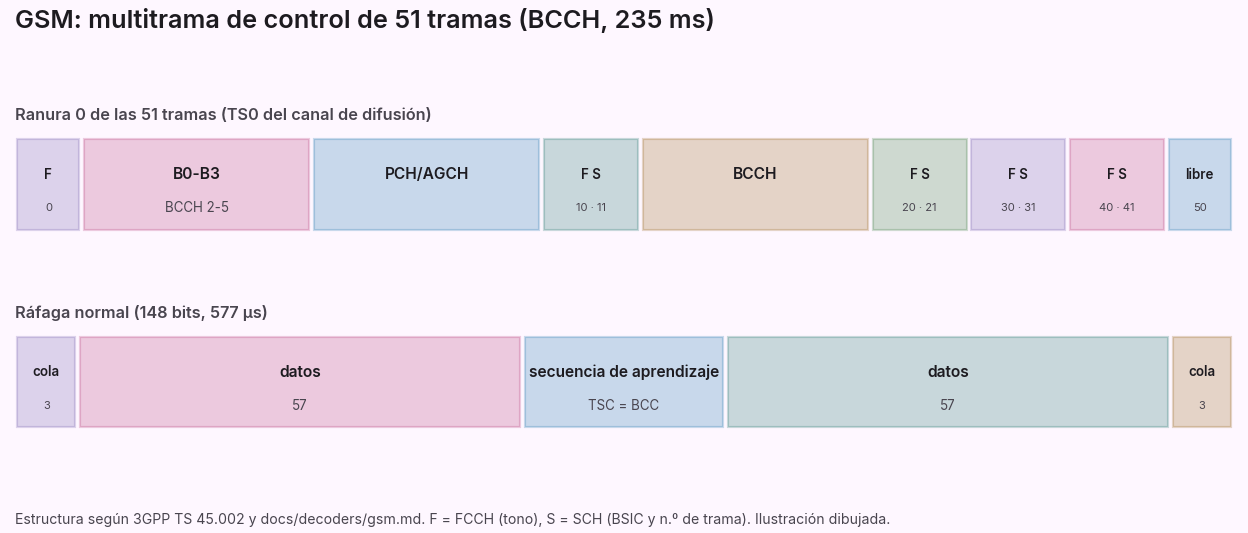 GSM: multitrama de control de 51 tramas (BCCH, 235 ms)
Ranura 0 de las 51 tramas (TS0 del canal de difusión)
F B0-B3 PCH/AGCH F S BCCH F S F S F S libre
0 BCCH 2-5 10 · 11 20 · 21 30 · 31 40 · 41 50
Ráfaga normal (148 bits, 577 µs)
cola datos secuencia de aprendizaje datos cola
3 57 TSC = BCC 57 3
Estructura según 3GPP TS 45.002 y docs/decoders/gsm.md. F = FCCH (tono), S = SCH (BSIC y n.º de trama). Ilustración dibujada.